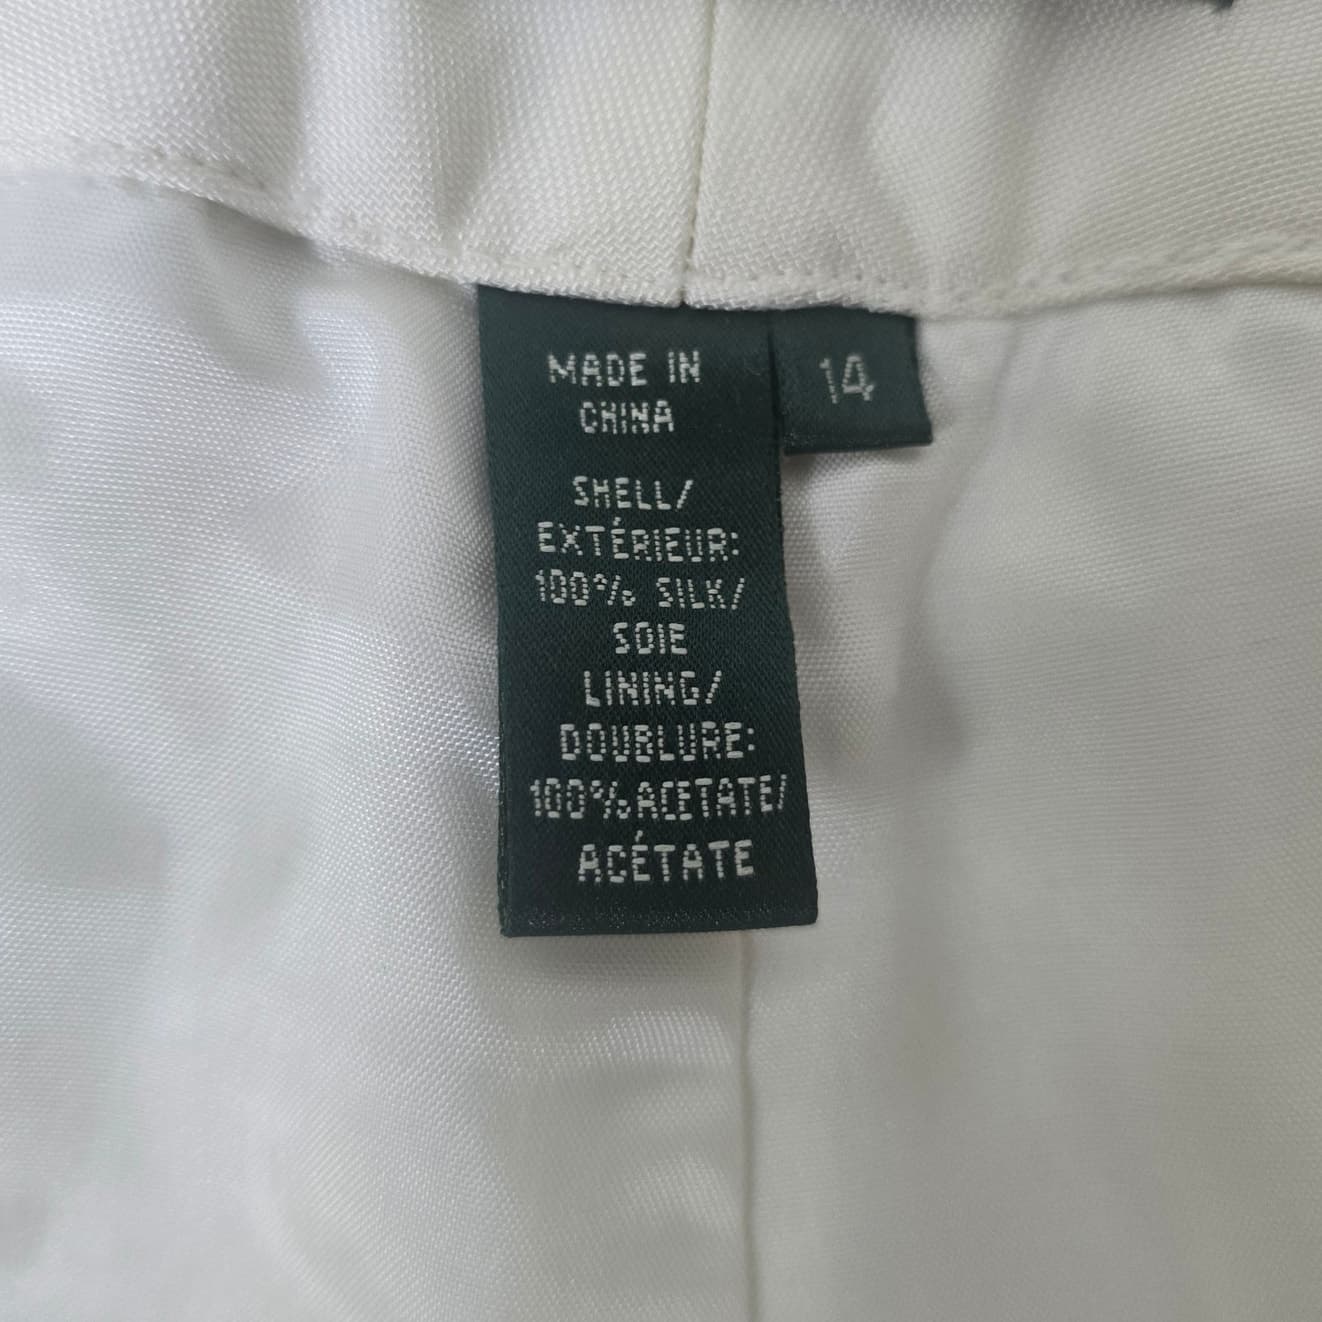 MADE IN
CHINA
14
SHELL/
EXTÉRIEUR:
100% SILK/
SOIE
LINING/
DOUBLURE:
100% ACETATE/
ACÉTATE